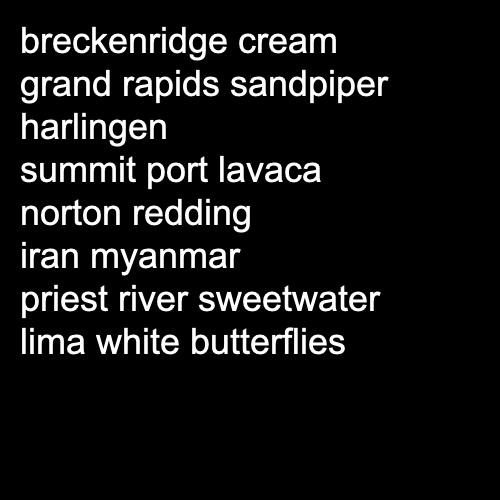 breckenridge cream
grand rapids sandpiper
harlingen
summit port lavaca
norton redding
iran myanmar
priest river sweetwater
lima white butterflies